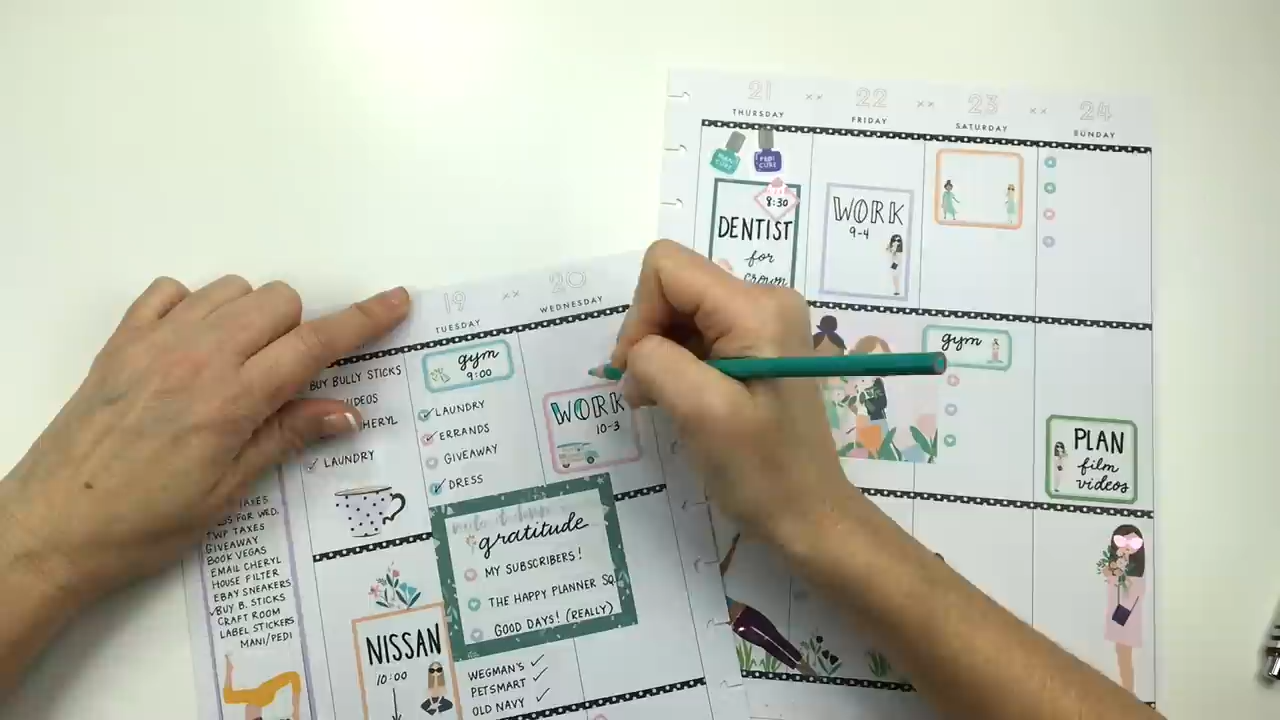 21 ×× 22 ×× 23 ×× 24
THURSDAY FRIDAY SATURDAY SUNDAY
MANI CURE
PEDI CURE
8:30
DENTIST
for
crown
WORK
9-4
gym
PLAN
film
videos
19 ×× 20
TUESDAY WEDNESDAY
BUY BULLY STICKS
VIDEOS
CHERYL
✓ LAUNDRY
gym
9:00
✓ LAUNDRY
✓ ERRANDS
GIVEAWAY
✓ DRESS
WORK
10-3
gratitude
MY SUBSCRIBERS!
THE HAPPY PLANNER SQ
GOOD DAYS! (REALLY)
TAXES
FOR W.D.
TWP TAXES
GIVEAWAY
BOOK VEGAS
EMAIL CHERYL
HOUSE FILTER
EBAY SNEAKERS
✓BUY B. STICKS
CRAFT ROOM
LABEL STICKERS
MANI/PEDI
NISSAN
10:00
WEGMAN'S ✓
PETSMART ✓
OLD NAVY ✓